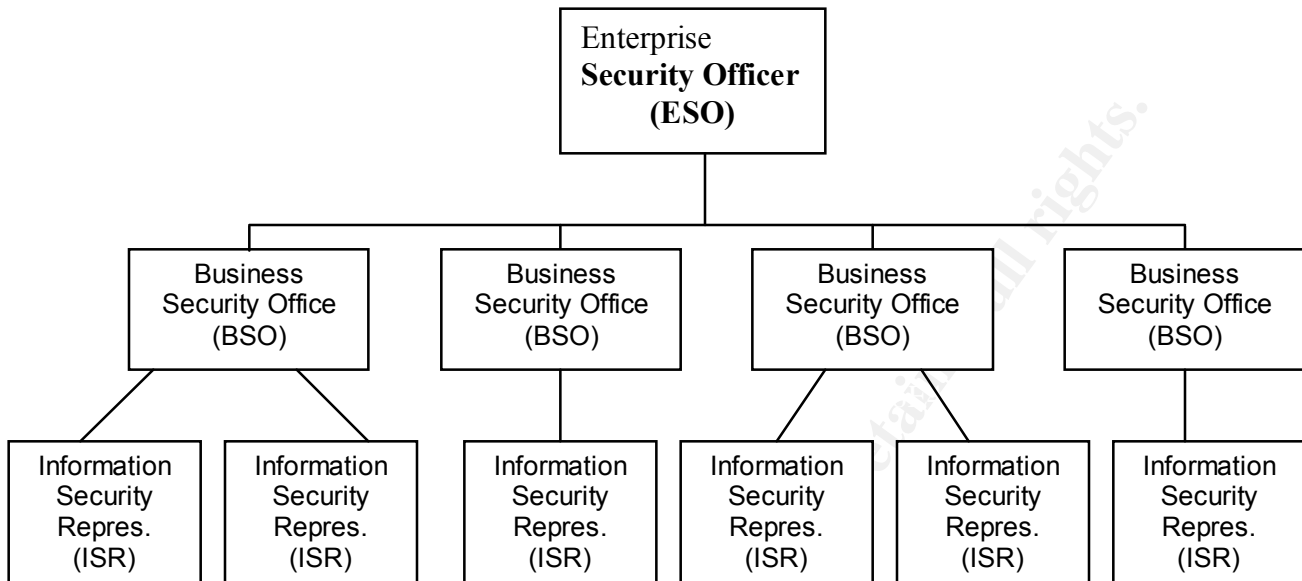 Enterprise
Security Officer
(ESO)
Business
Security Office
(BSO)
Business
Security Office
(BSO)
Business
Security Office
(BSO)
Business
Security Office
(BSO)
Information
Security
Repres.
(ISR)
Information
Security
Repres.
(ISR)
Information
Security
Repres.
(ISR)
Information
Security
Repres.
(ISR)
Information
Security
Repres.
(ISR)
Information
Security
Repres.
(ISR)
rights.